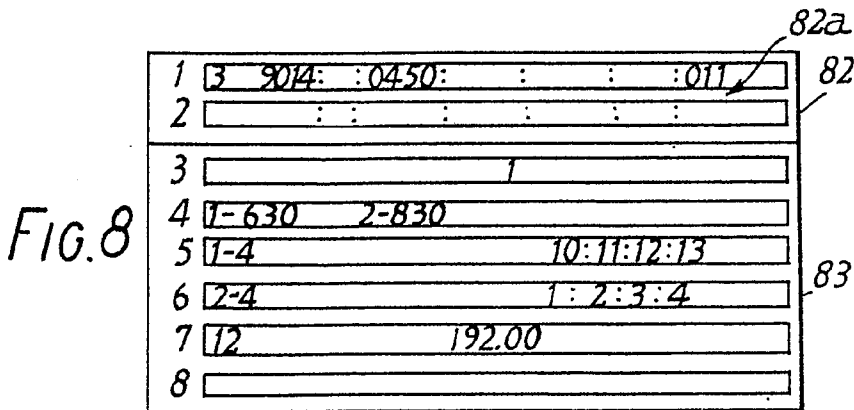 82a
1 3 9014: :0450: : : :011 82
2 : : : : : :
3 1
4 1-630 2-830
FIG.8
5 1-4 10:11:12:13
6 2-4 1:2:3:4 83
7 12 192.00
8